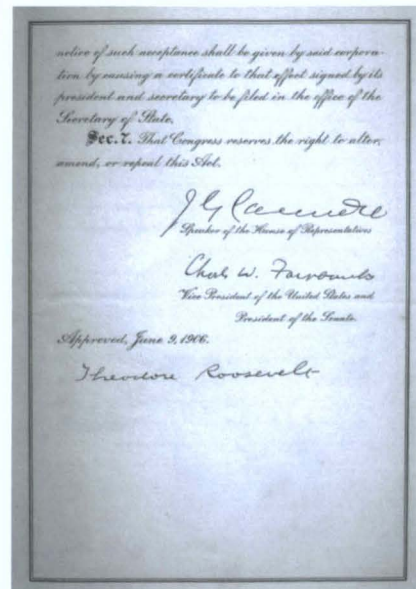 notice of such acceptance shall be given by said corpora-
tion by causing a certificate to that effect signed by its
president and secretary to be filed in the office of the
Secretary of State.
Sec. 7. That Congress reserves the right to alter,
amend, or repeal this Act.
J G Cannon
Speaker of the House of Representatives
Chas W. Fairbanks
Vice President of the United States and
President of the Senate.
Approved, June 9, 1906.
Theodore Roosevelt